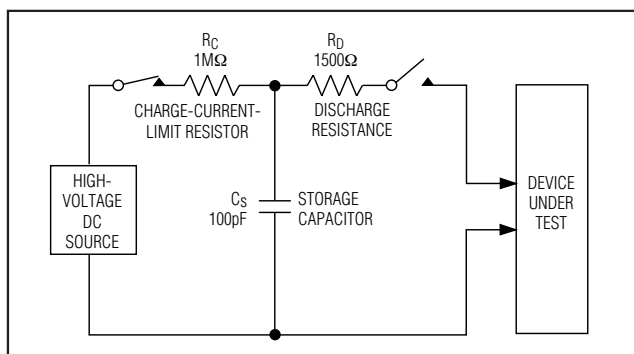 RC
1MΩ
CHARGE-CURRENT-
LIMIT RESISTOR
RD
1500Ω
DISCHARGE
RESISTANCE
HIGH-
VOLTAGE
DC
SOURCE
CS
100pF
STORAGE
CAPACITOR
DEVICE
UNDER
TEST